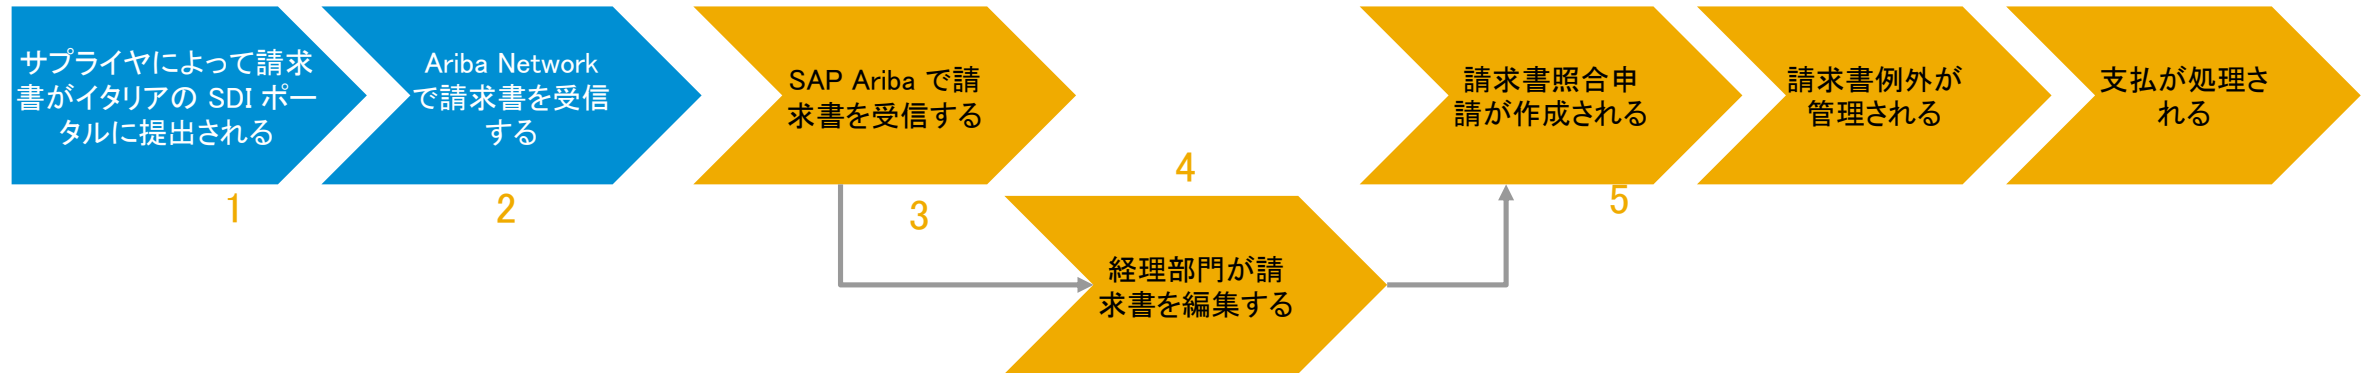 サプライヤによって請求
書がイタリアの SDI ポー
タルに提出される
1
Ariba Network
で請求書を受信
する
2
SAP Ariba で請
求書を受信する
3
4
経理部門が請
求書を編集する
請求書照合申
請が作成される
5
請求書例外が
管理される
支払が処理さ
れる